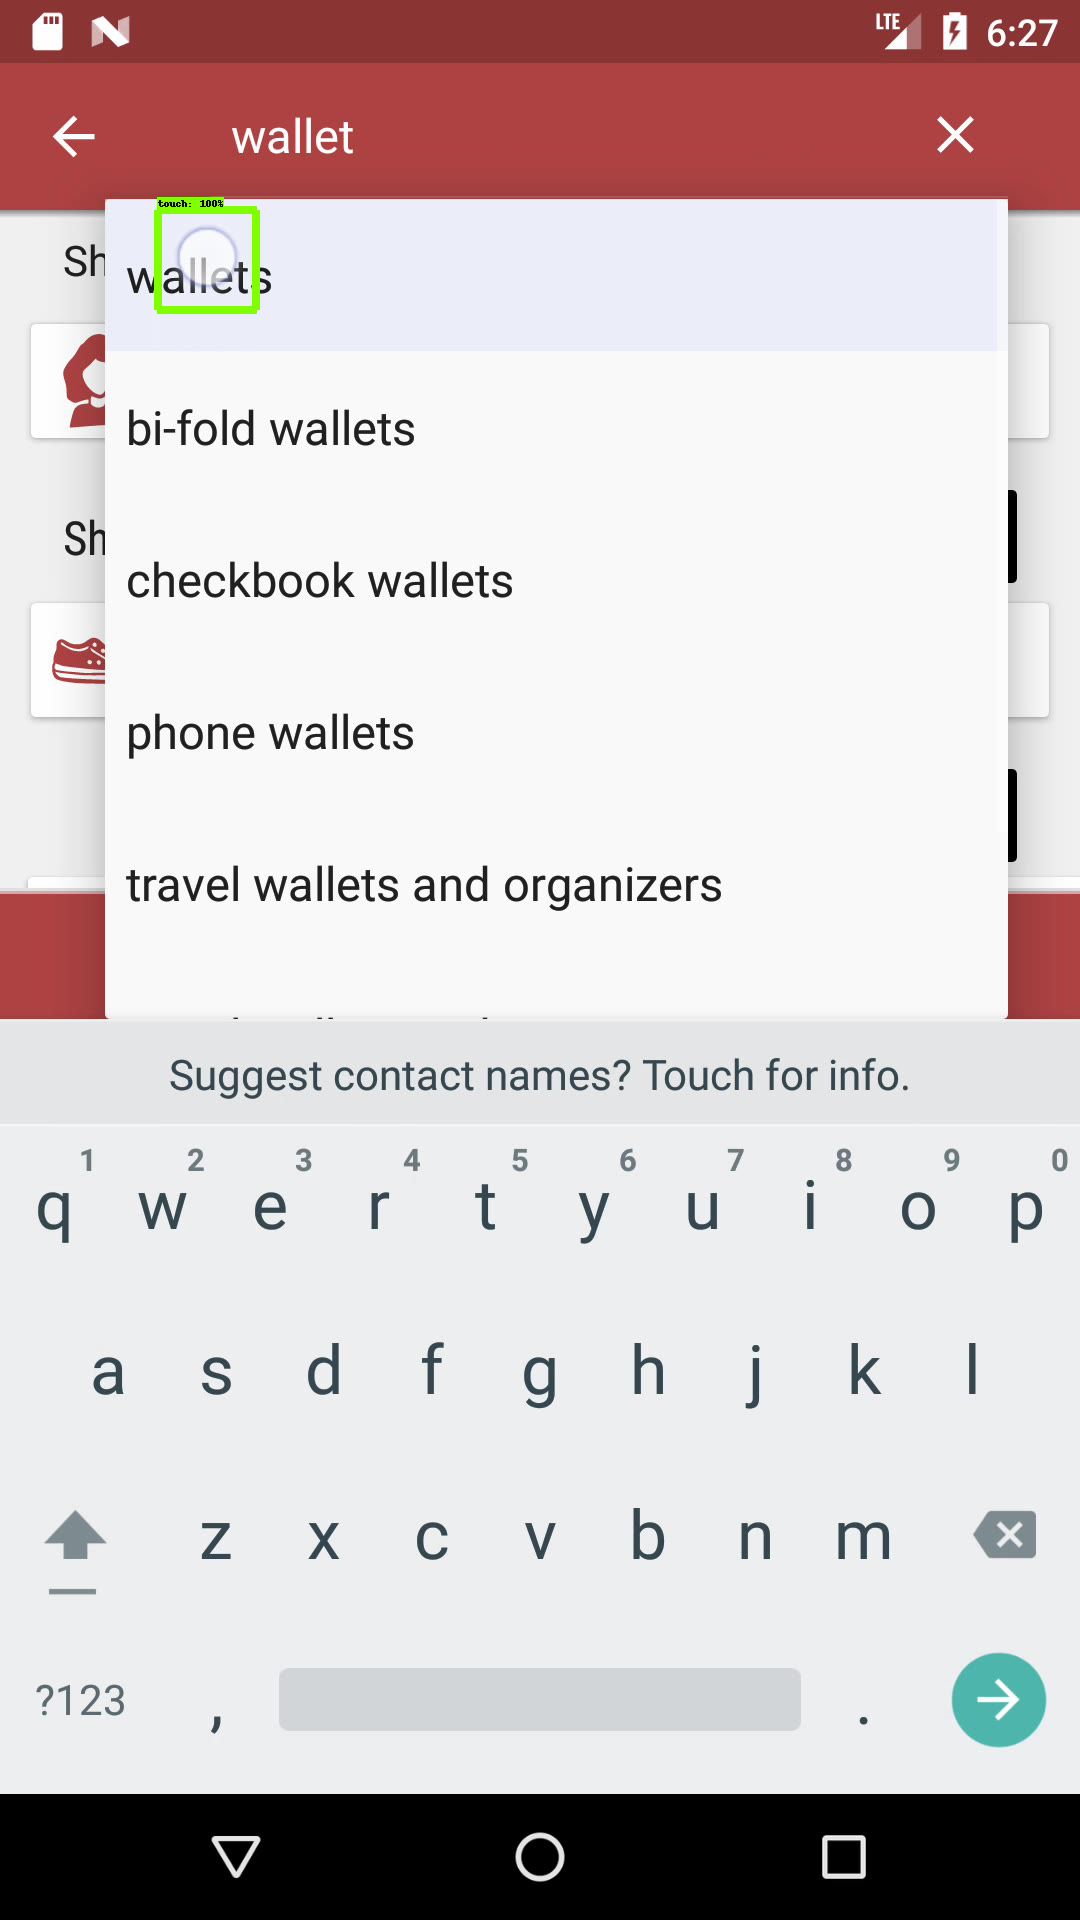 LTE 6:27
wallet
touch: 100%
Sh
wallets
bi-fold wallets
Sh
checkbook wallets
phone wallets
travel wallets and organizers
Suggest contact names? Touch for info.
1 2 3 4 5 6 7 8 9 0
q w e r t y u i o p
a s d f g h j k l
z x c v b n m
?123 , .